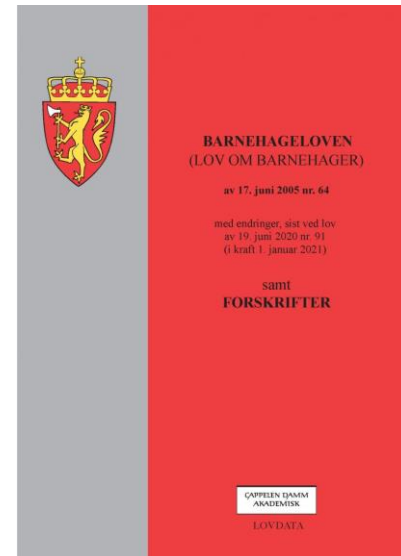 BARNEHAGELOVEN
(LOV OM BARNEHAGER)
av 17. juni 2005 nr. 64
med endringer, sist ved lov
av 19. juni 2020 nr. 91
(i kraft 1. januar 2021)
samt
FORSKRIFTER
CAPPELEN DAMM
AKADEMISK
LOVDATA